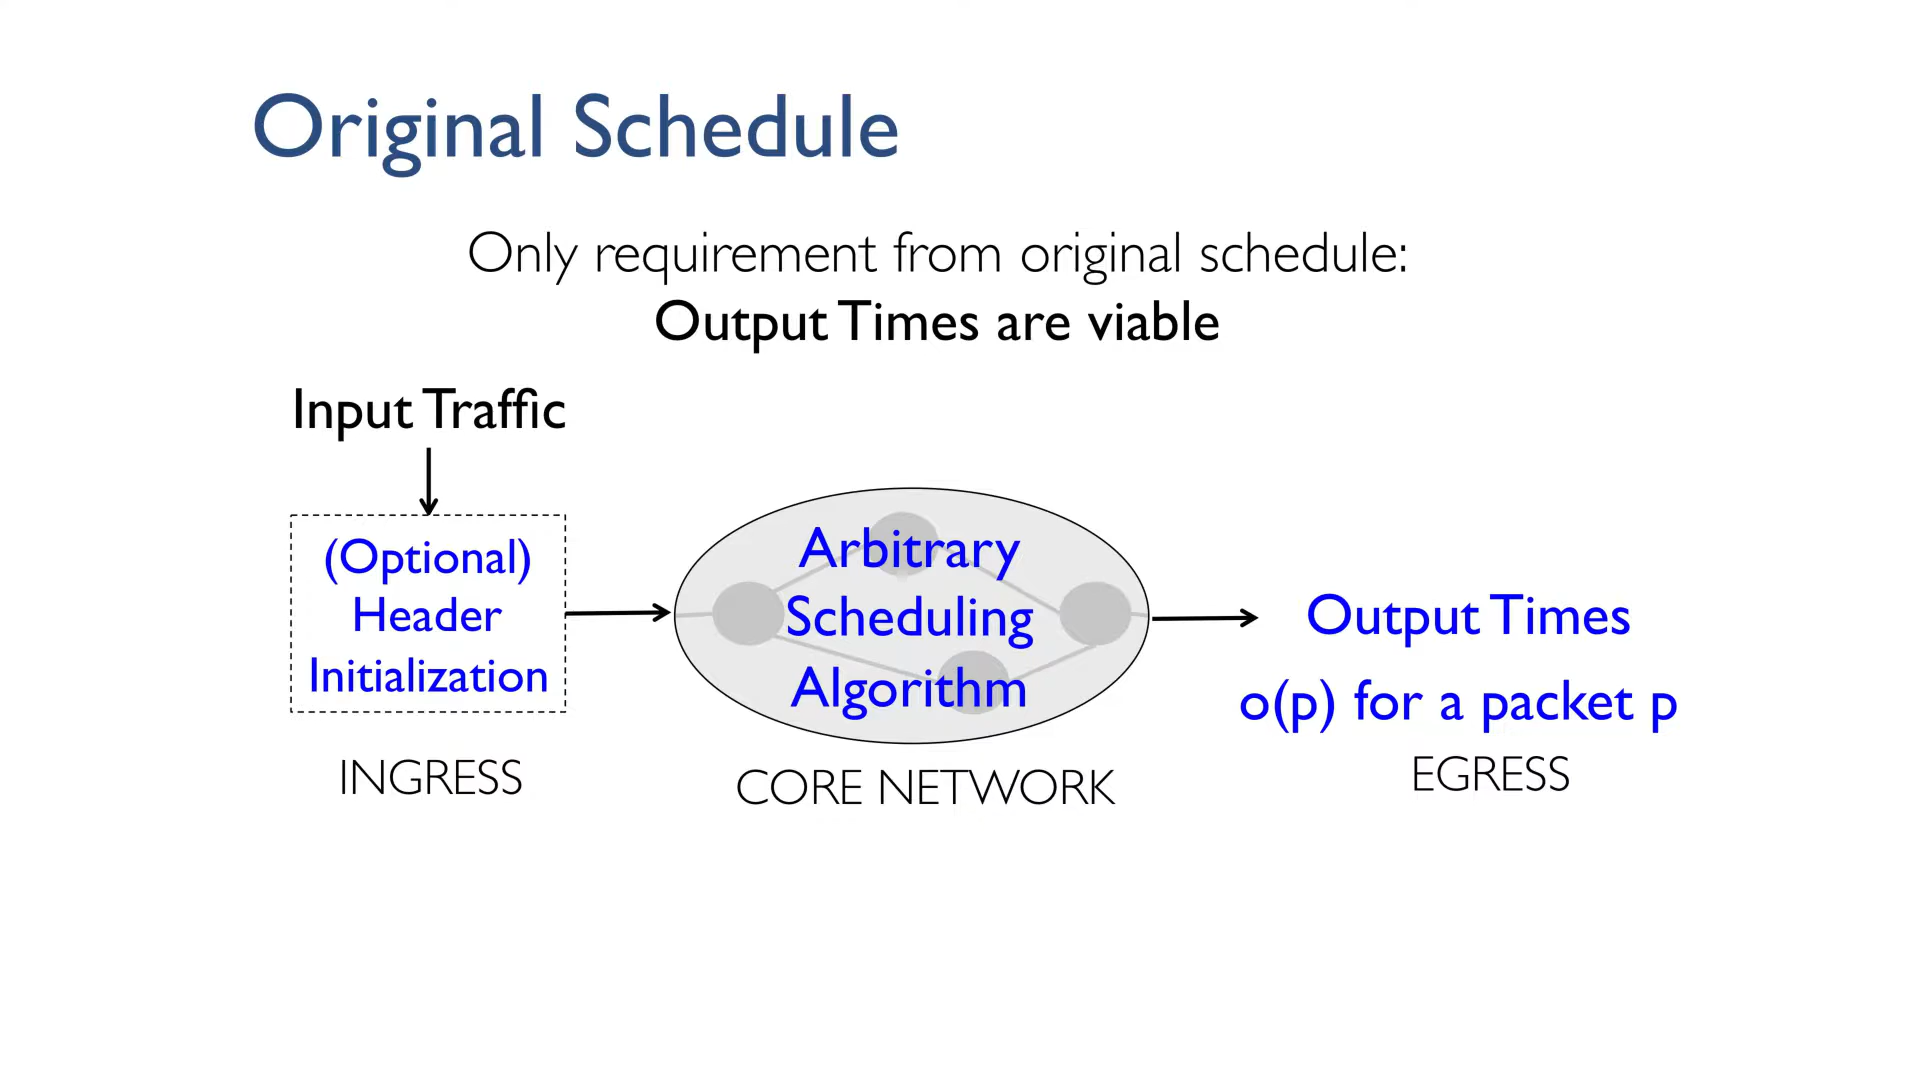 Original Schedule
Only requirement from original schedule:
Output Times are viable
Input Traffic
(Optional)
Header
Initialization
INGRESS
Arbitrary
Scheduling
Algorithm
CORE NETWORK
Output Times
o(p) for a packet p
EGRESS